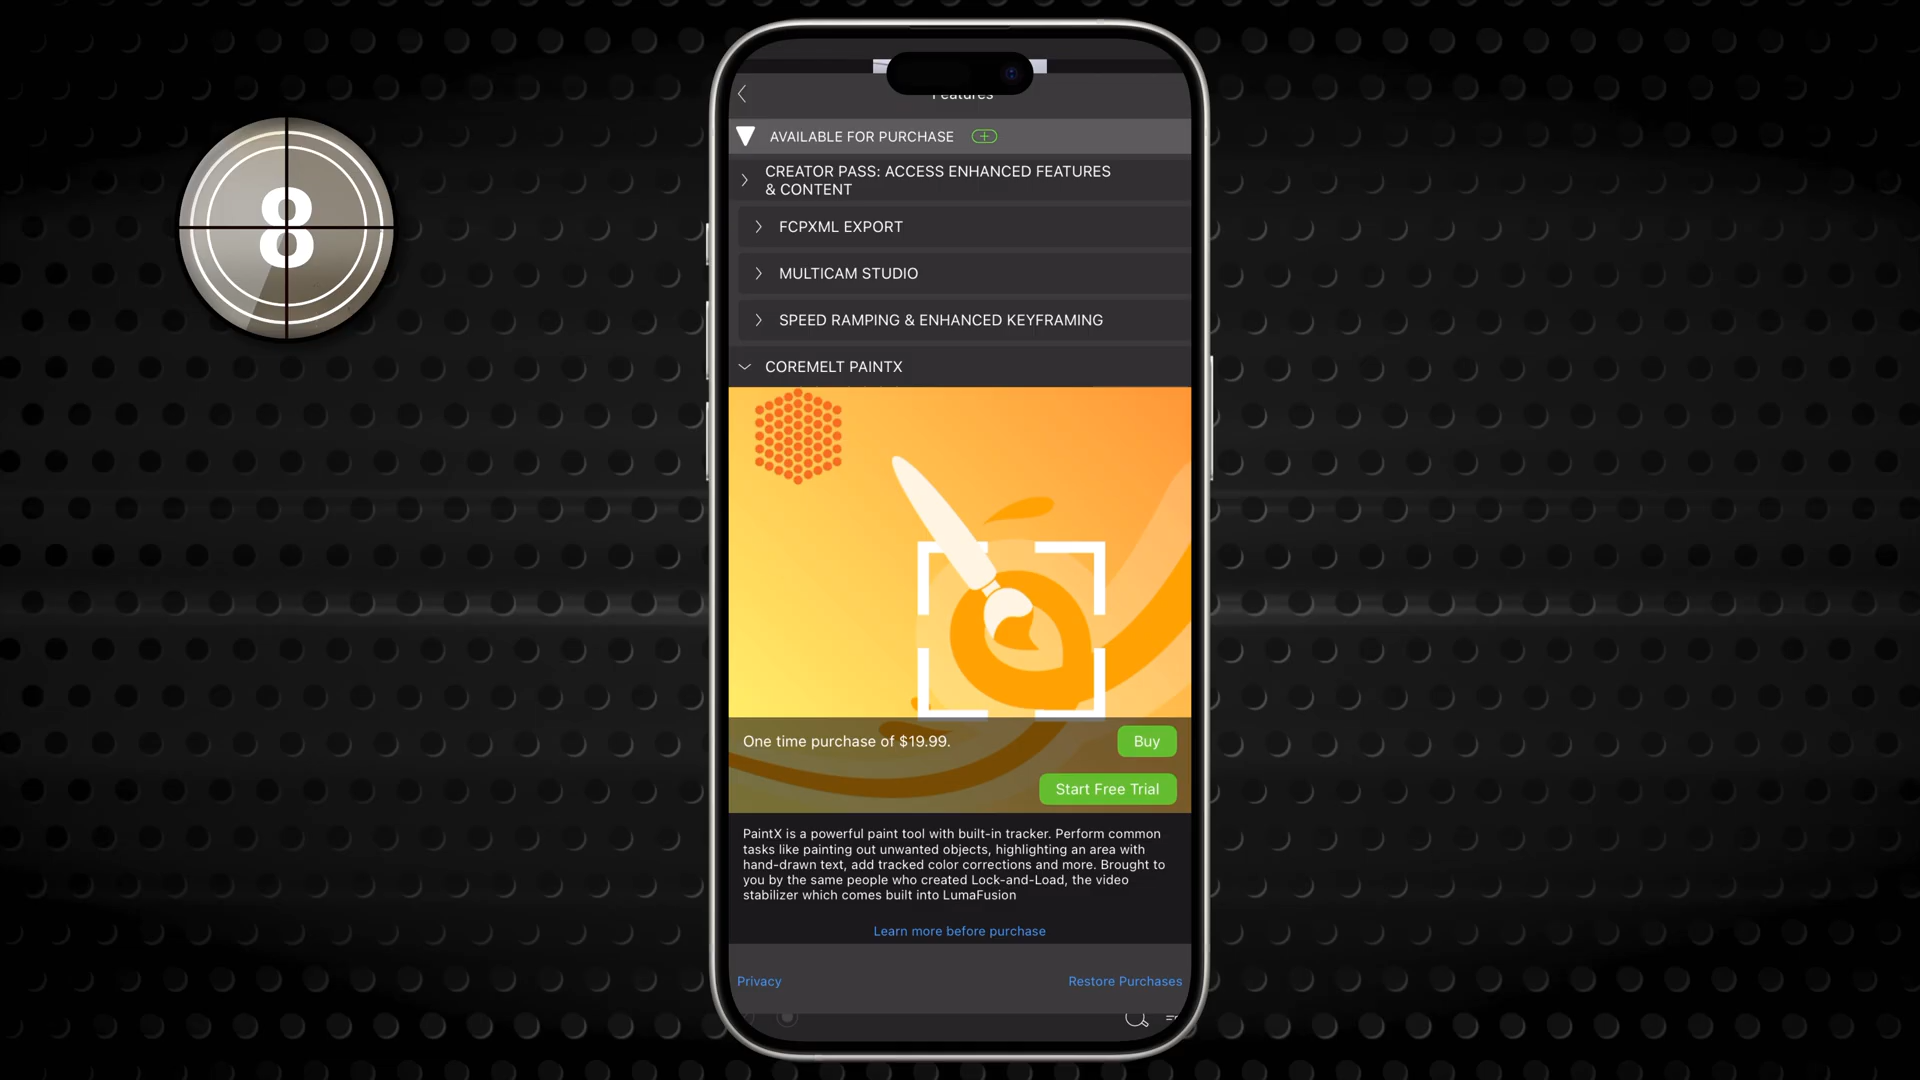 8
Features
AVAILABLE FOR PURCHASE
CREATOR PASS: ACCESS ENHANCED FEATURES
& CONTENT
FCPXML EXPORT
MULTICAM STUDIO
SPEED RAMPING & ENHANCED KEYFRAMING
COREMELT PAINTX
One time purchase of $19.99.
Buy
Start Free Trial
PaintX is a powerful paint tool with built-in tracker. Perform common
tasks like painting out unwanted objects, highlighting an area with
hand-drawn text, add tracked color corrections and more. Brought to
you by the same people who created Lock-and-Load, the video
stabilizer which comes built into LumaFusion
Learn more before purchase
Privacy
Restore Purchases